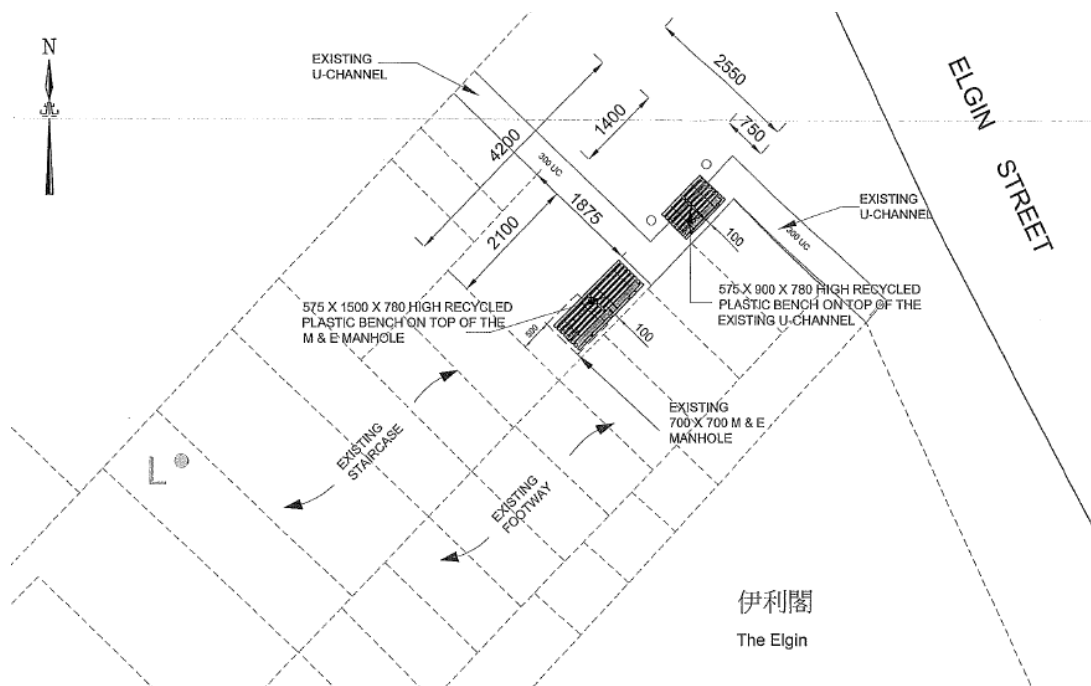 N
北
EXISTING
U-CHANNEL
2550
1400
750
4200
300 UC
1875
2100
100
ELGIN
STREET
EXISTING
U-CHANNEL
300 UC
575 X 1500 X 780 HIGH RECYCLED
PLASTIC BENCH ON TOP OF THE
M & E MANHOLE
575 X 900 X 780 HIGH RECYCLED
PLASTIC BENCH ON TOP OF THE
EXISTING U-CHANNEL
500
100
EXISTING
700 X 700 M & E
MANHOLE
EXISTING
STAIRCASE
EXISTING
FOOTWAY
L
伊利閣
The Elgin